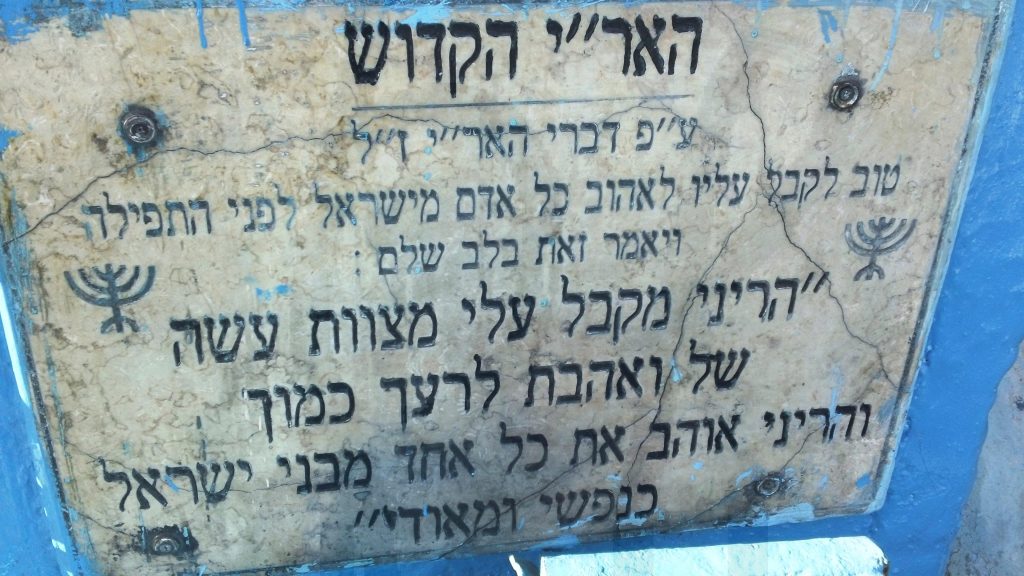 האר״י הקדוש
ע״פ דברי האר״י ז״ל
טוב לקבל עליו לאהוב כל אדם מישראל לפני התפילה
ויאמר זאת בלב שלם :
״הריני מקבל עלי מצוות עשה
של ואהבת לרעך כמוך
והריני אוהב את כל אחד מבני ישראל
כנפשי ומאודי״